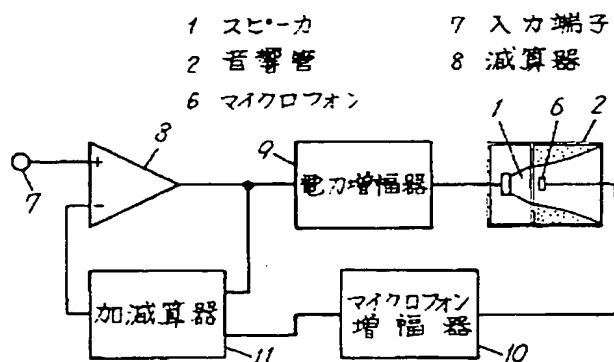 1 スピーカ
2 音響管
6 マイクロフォン
7 入力端子
8 減算器
8
9
電力増幅器
1 6 2
7
+
−
加減算器
11
マイクロフォン
増幅器
10